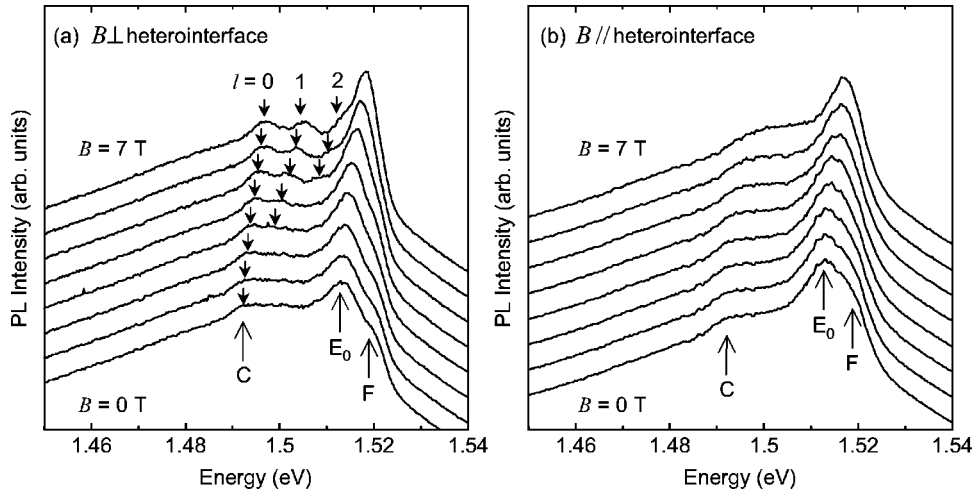 (a) B⊥heterointerface
l = 0 1 2
B = 7 T
C
E₀
F
B = 0 T
1.46 1.48 1.50 1.52 1.54
Energy (eV)
PL Intensity (arb. units)
(b) B // heterointerface
B = 7 T
C
E₀
F
B = 0 T
1.46 1.48 1.50 1.52 1.54
Energy (eV)
PL Intensity (arb. units)